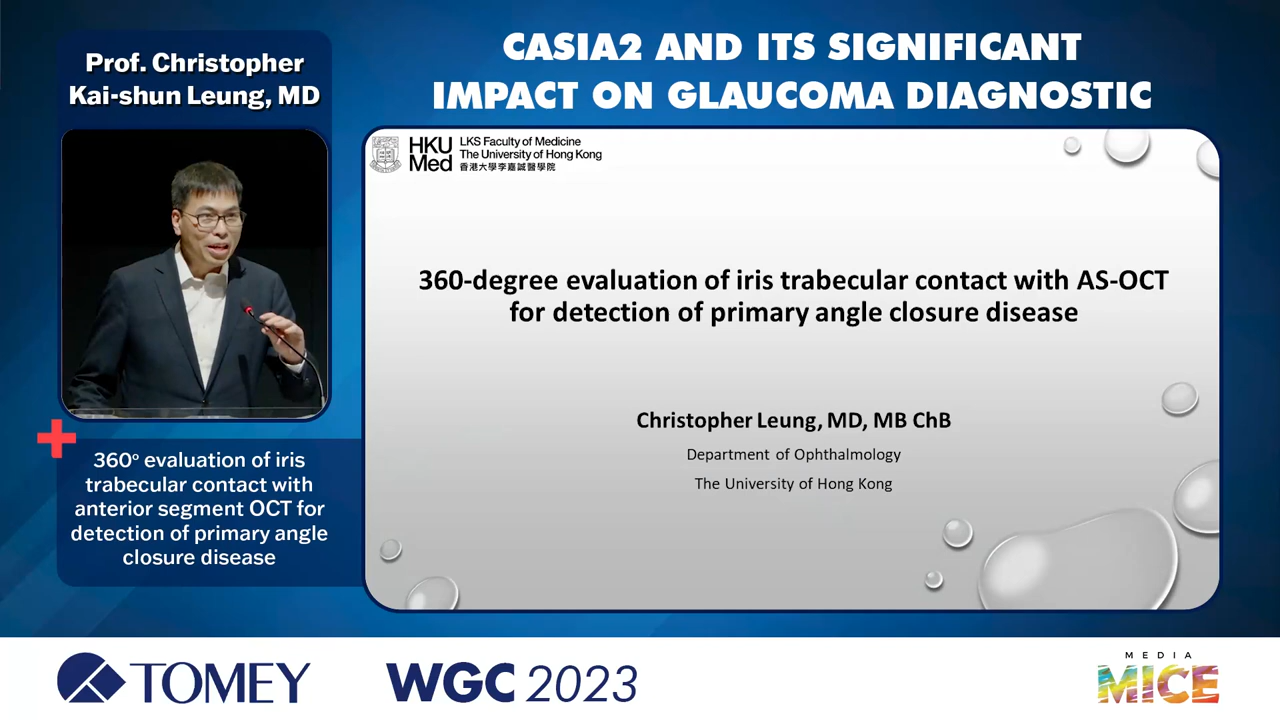 Prof. Christopher
Kai-shun Leung, MD
CASIA2 AND ITS SIGNIFICANT
IMPACT ON GLAUCOMA DIAGNOSTIC
HKU
Med
LKS Faculty of Medicine
The University of Hong Kong
香港大學李嘉誠醫學院
360-degree evaluation of iris trabecular contact with AS-OCT
for detection of primary angle closure disease
Christopher Leung, MD, MB ChB
Department of Ophthalmology
The University of Hong Kong
360° evaluation of iris
trabecular contact with
anterior segment OCT for
detection of primary angle
closure disease
TOMEY
WGC 2023
MEDIA
MICE